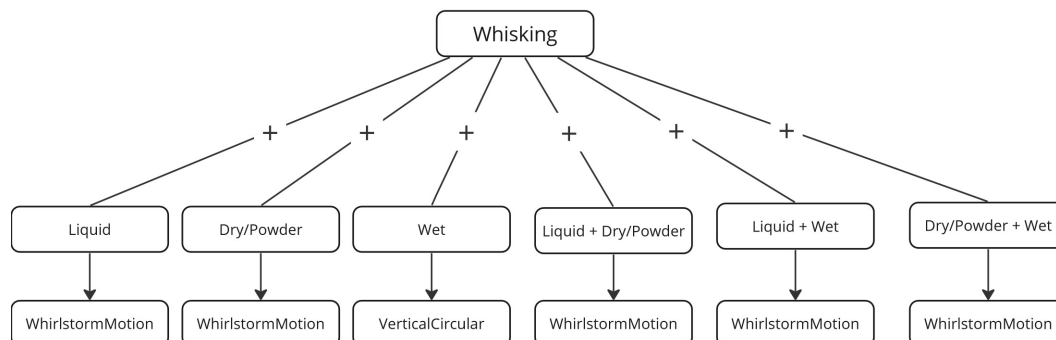 Whisking
+ + + + + +
Liquid
Dry/Powder
Wet
Liquid + Dry/Powder
Liquid + Wet
Dry/Powder + Wet
WhirlstormMotion
WhirlstormMotion
VerticalCircular
WhirlstormMotion
WhirlstormMotion
WhirlstormMotion